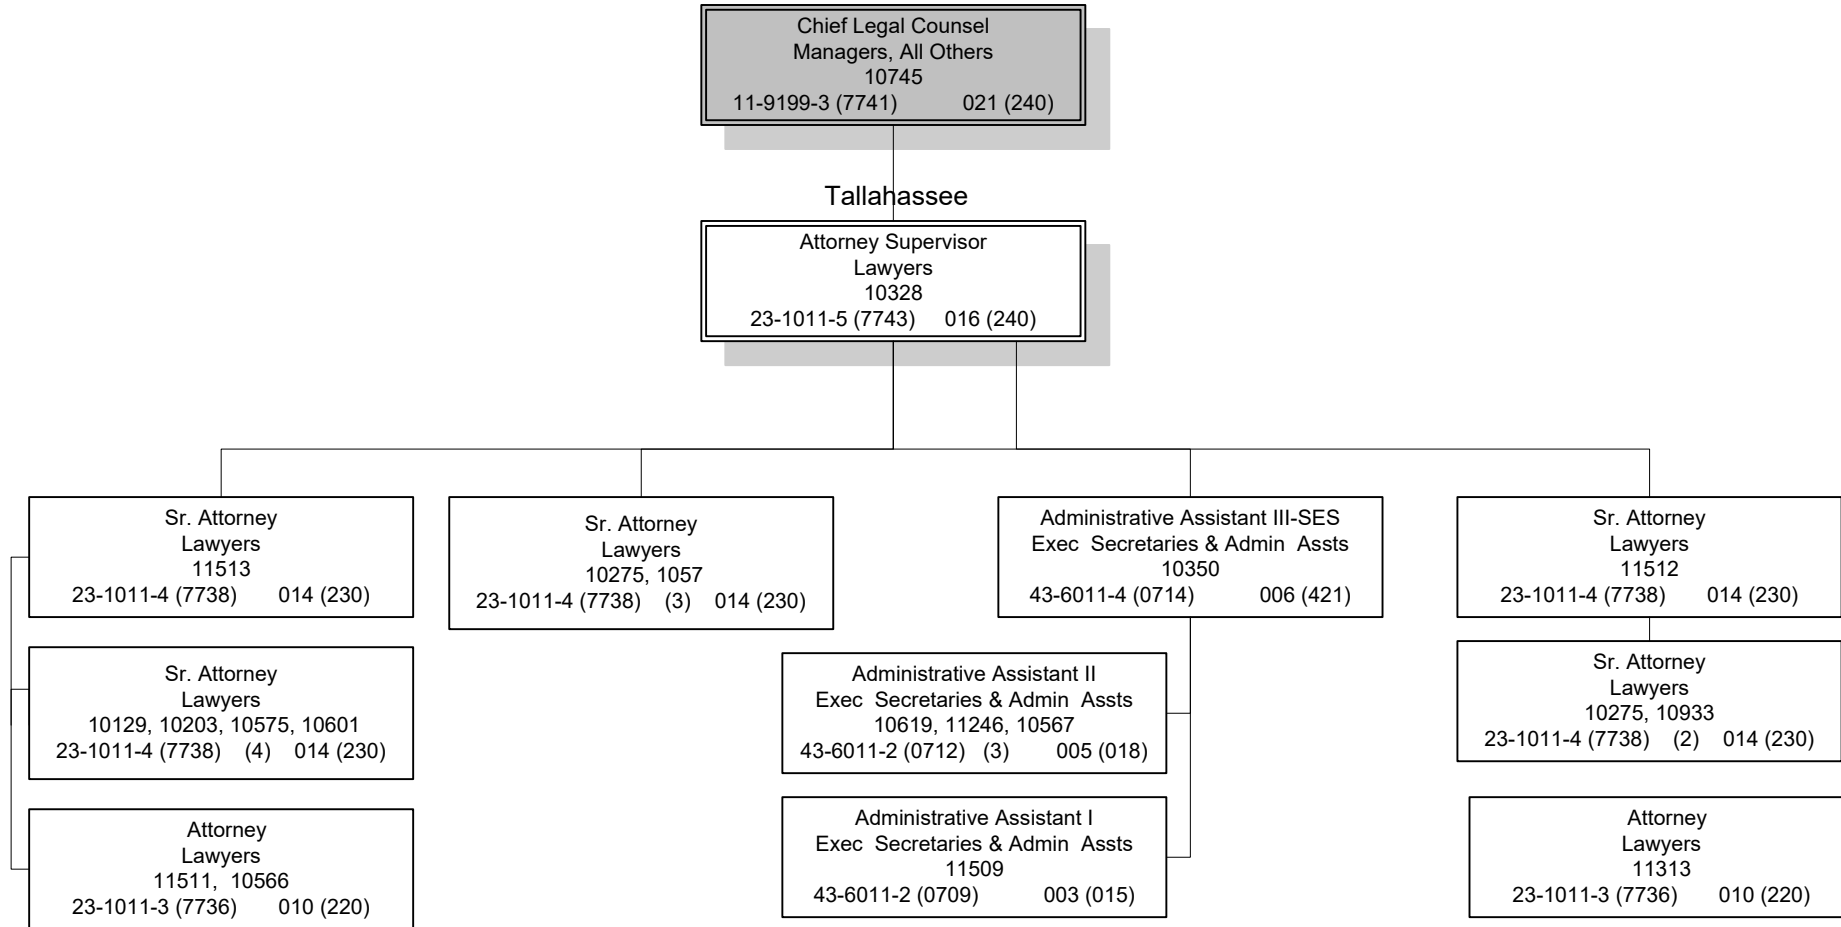 Chief Legal Counsel
Managers, All Others
10745
11-9199-3 (7741) 021 (240)
Tallahassee
Attorney Supervisor
Lawyers
10328
23-1011-5 (7743) 016 (240)
Sr. Attorney
Lawyers
11513
23-1011-4 (7738) 014 (230)
Sr. Attorney
Lawyers
10275, 1057
23-1011-4 (7738) (3) 014 (230)
Administrative Assistant III-SES
Exec Secretaries & Admin Assts
10350
43-6011-4 (0714) 006 (421)
Sr. Attorney
Lawyers
11512
23-1011-4 (7738) 014 (230)
Sr. Attorney
Lawyers
10129, 10203, 10575, 10601
23-1011-4 (7738) (4) 014 (230)
Administrative Assistant II
Exec Secretaries & Admin Assts
10619, 11246, 10567
43-6011-2 (0712) (3) 005 (018)
Sr. Attorney
Lawyers
10275, 10933
23-1011-4 (7738) (2) 014 (230)
Attorney
Lawyers
11511, 10566
23-1011-3 (7736) 010 (220)
Administrative Assistant I
Exec Secretaries & Admin Assts
11509
43-6011-2 (0709) 003 (015)
Attorney
Lawyers
11313
23-1011-3 (7736) 010 (220)